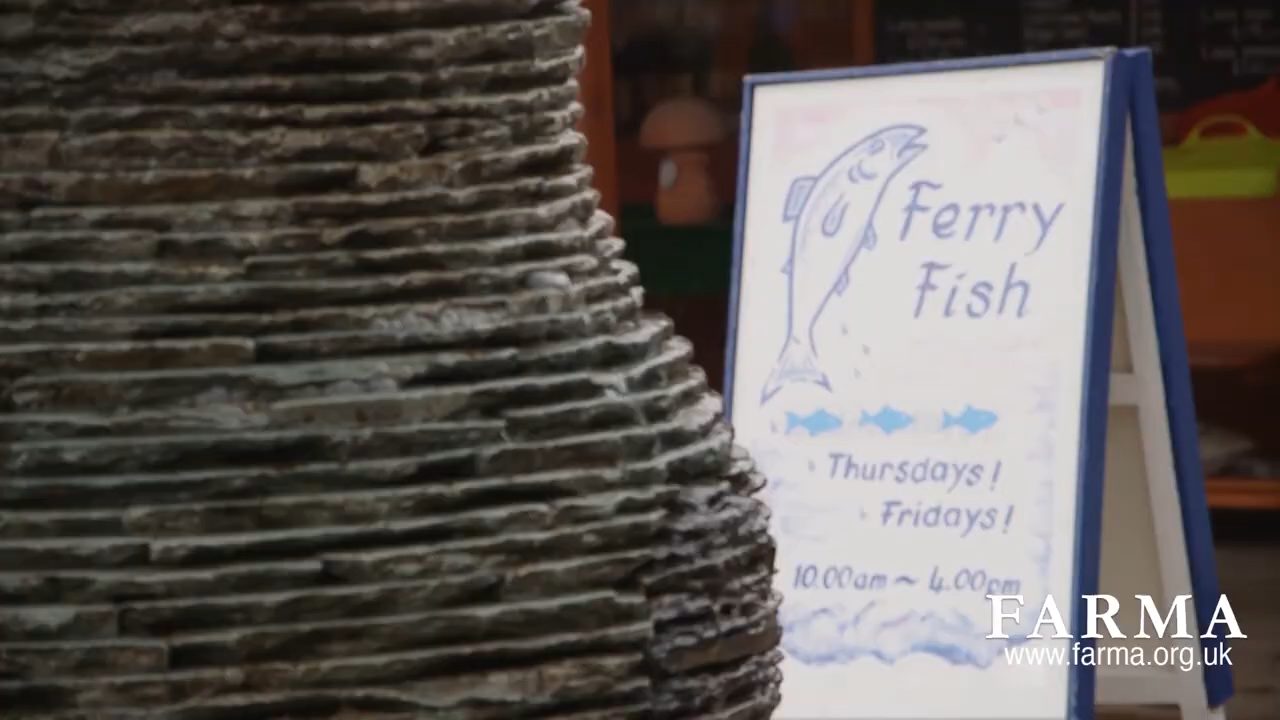 Ferry
Fish
Thursdays!
Fridays!
10.00am ~ 4.00pm
FARMA
www.farma.org.uk